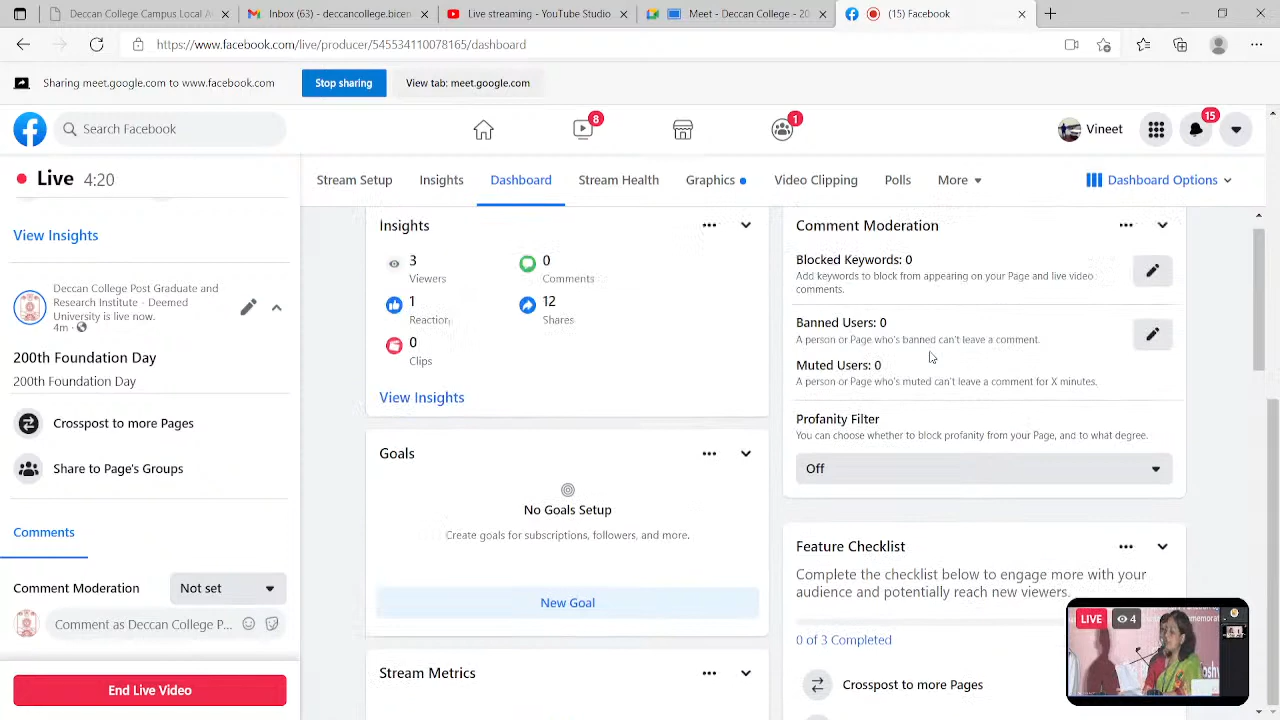 Deccan College Local A
Inbox (63) - deccancollege.bren
Live streaming - YouTube Studio
Meet - Deccan College - 20
(15) Facebook
https://www.facebook.com/live/producer/545534110078165/dashboard
Sharing meet.google.com to www.facebook.com
Stop sharing
View tab: meet.google.com
Search Facebook
8
1
Vineet
15
Live 4:20
Stream Setup
Insights
Dashboard
Stream Health
Graphics
Video Clipping
Polls
More
Dashboard Options
View Insights
Deccan College Post Graduate and
Research Institute - Deemed
University is live now.
4m
200th Foundation Day
200th Foundation Day
Crosspost to more Pages
Share to Page's Groups
Comments
Comment Moderation
Not set
Comment as Deccan College P...
End Live Video
Insights
3
Viewers
0
Comments
1
Reaction
12
Shares
0
Clips
View Insights
Goals
No Goals Setup
Create goals for subscriptions, followers, and more.
New Goal
Stream Metrics
Comment Moderation
Blocked Keywords: 0
Add keywords to block from appearing on your Page and live video
comments.
Banned Users: 0
A person or Page who's banned can't leave a comment.
Muted Users: 0
A person or Page who's muted can't leave a comment for X minutes.
Profanity Filter
You can choose whether to block profanity from your Page, and to what degree.
Off
Feature Checklist
Complete the checklist below to engage more with your
audience and potentially reach new viewers.
0 of 3 Completed
Crosspost to more Pages
LIVE
4